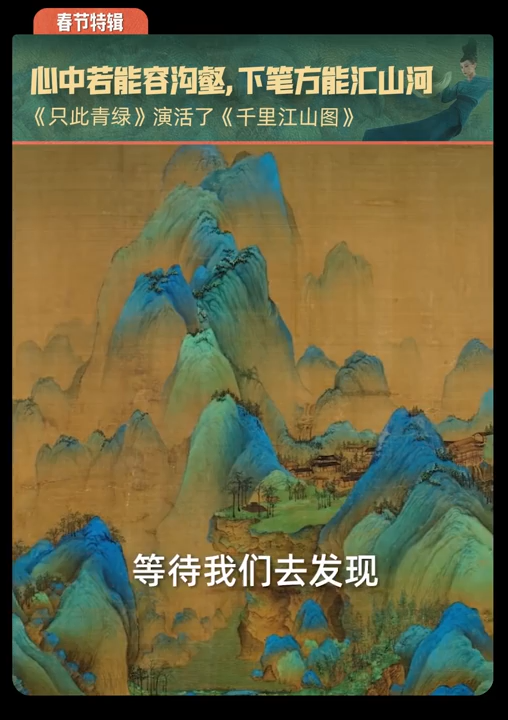 春节特辑
心中若能容沟壑,下笔方能汇山河
《只此青绿》演活了《千里江山图》
等待我们去发现